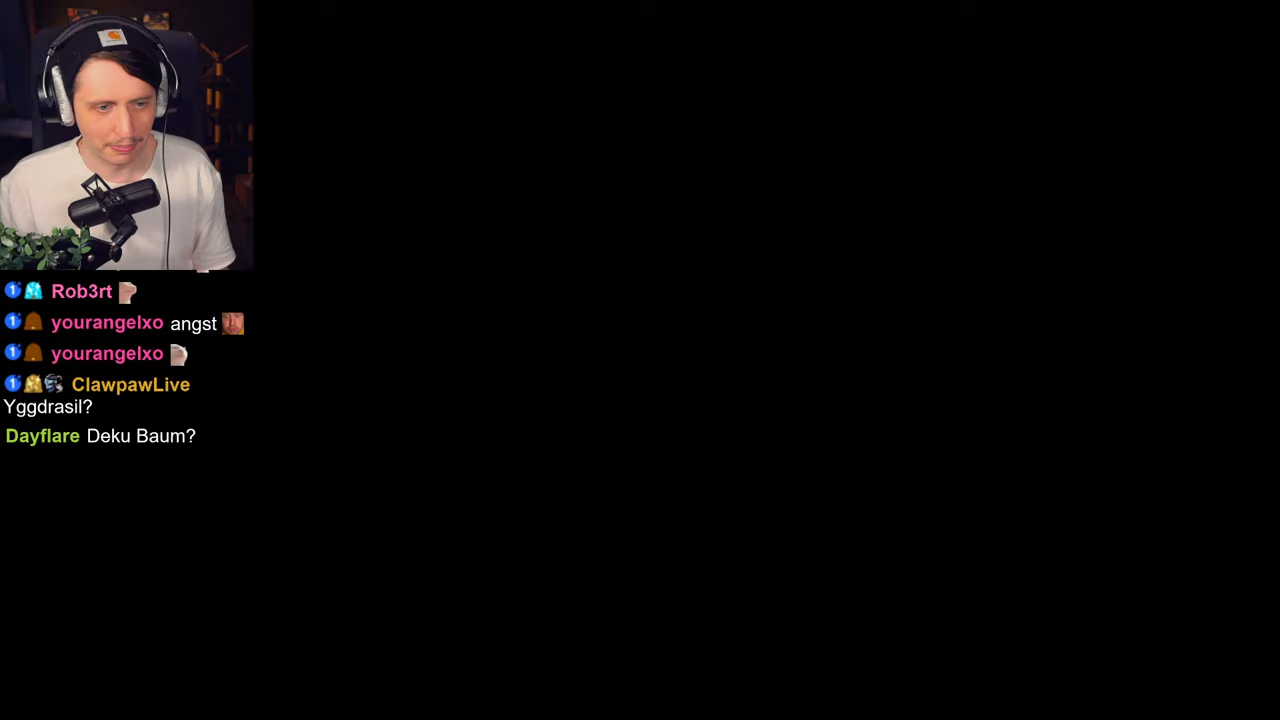 Rob3rt
yourangelxo angst
yourangelxo
ClawpawLive
Yggdrasil?
Dayflare Deku Baum?